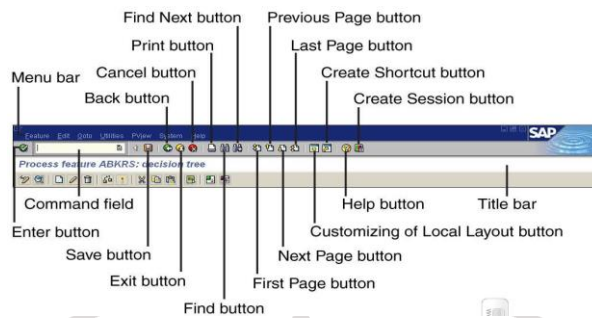 Find Next button
Previous Page button
Print button
Last Page button
Cancel button
Create Shortcut button
Menu bar
Back button
Create Session button
Feature Edit Goto Utilities PView System Help
SAP
Process feature ABKRS: decision tree
Command field
Help button
Title bar
Enter button
Customizing of Local Layout button
Save button
Next Page button
Exit button
First Page button
Find button